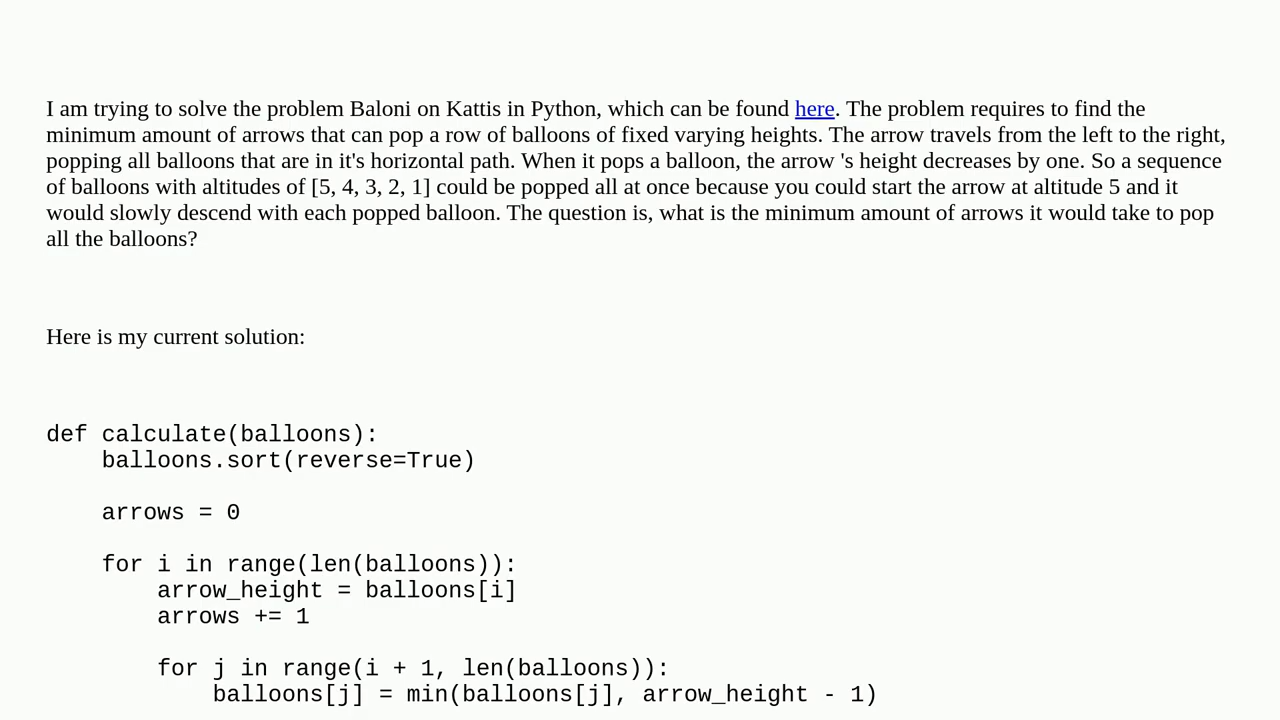 I am trying to solve the problem Baloni on Kattis in Python, which can be found here. The problem requires to find the
minimum amount of arrows that can pop a row of balloons of fixed varying heights. The arrow travels from the left to the right,
popping all balloons that are in it's horizontal path. When it pops a balloon, the arrow 's height decreases by one. So a sequence
of balloons with altitudes of [5, 4, 3, 2, 1] could be popped all at once because you could start the arrow at altitude 5 and it
would slowly descend with each popped balloon. The question is, what is the minimum amount of arrows it would take to pop
all the balloons?
Here is my current solution:
def calculate(balloons):
    balloons.sort(reverse=True)
    arrows = 0
    for i in range(len(balloons)):
        arrow_height = balloons[i]
        arrows += 1
        for j in range(i + 1, len(balloons)):
            balloons[j] = min(balloons[j], arrow_height - 1)